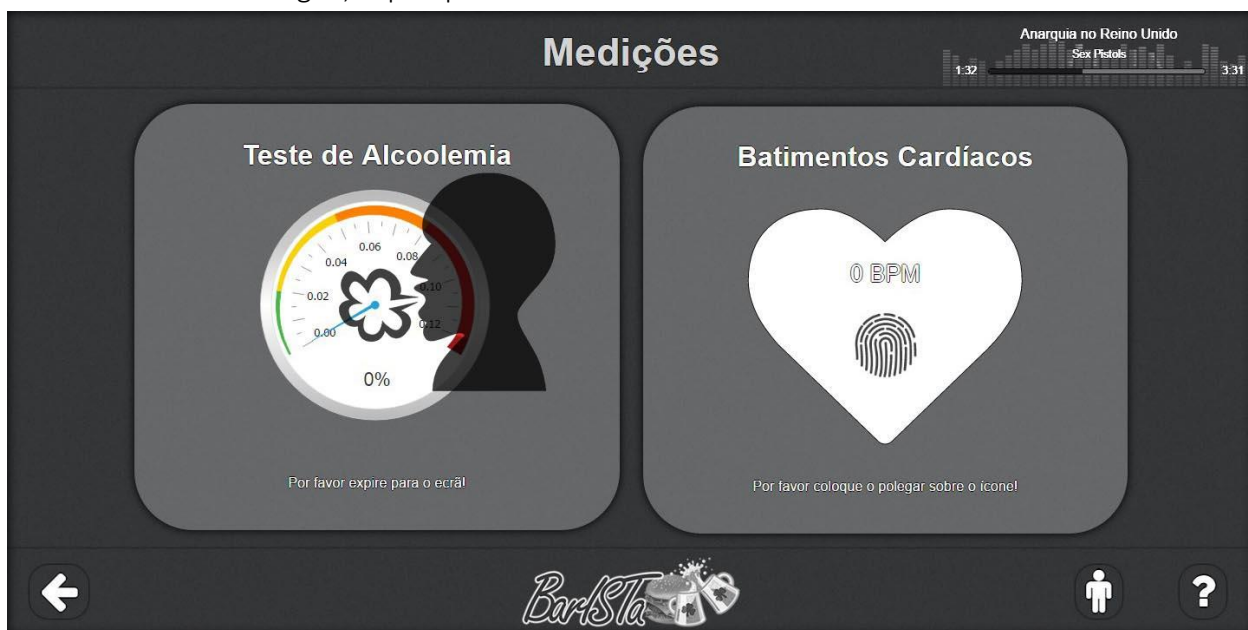 Medições
Anarquia no Reino Unido
Sex Pistols
1:32
3:31
Teste de Alcoolemia
0.00
0.02
0.04
0.06
0.08
0.10
0.12
0%
Por favor expire para o ecrã!
Batimentos Cardíacos
0 BPM
Por favor coloque o polegar sobre o ícone!
BarISTa
?